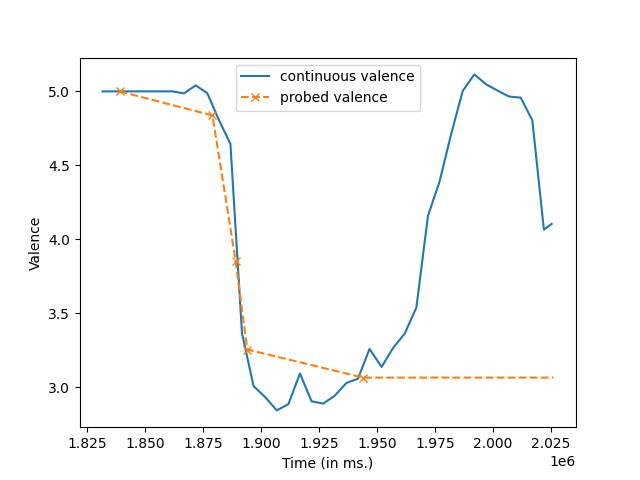 continuous valence
probed valence
5.0
4.5
4.0
3.5
3.0
Valence
1.825 1.850 1.875 1.900 1.925 1.950 1.975 2.000 2.025
Time (in ms.)
1e6